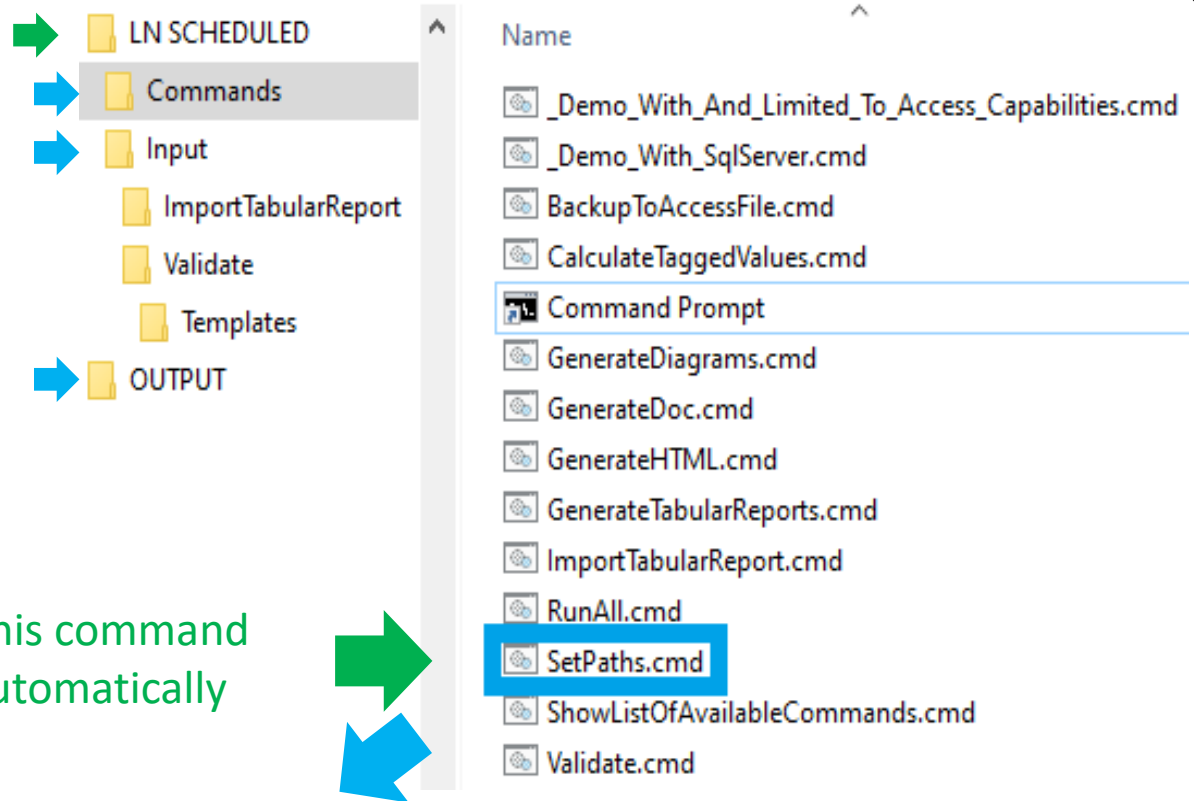 LN SCHEDULED
Commands
Input
ImportTabularReport
Validate
Templates
OUTPUT
command
Name
_Demo_With_And_Limited_To_Access_Capabilities.cmd
_Demo_With_SqlServer.cmd
BackupToAccessFile.cmd
CalculateTaggedValues.cmd
Command Prompt
GenerateDiagrams.cmd
GenerateDoc.cmd
GenerateHTML.cmd
GenerateTabularReports.cmd
ImportTabularReport.cmd
RunAll.cmd
SetPaths.cmd
ShowListOfAvailableCommands.cmd
Validate.cmd